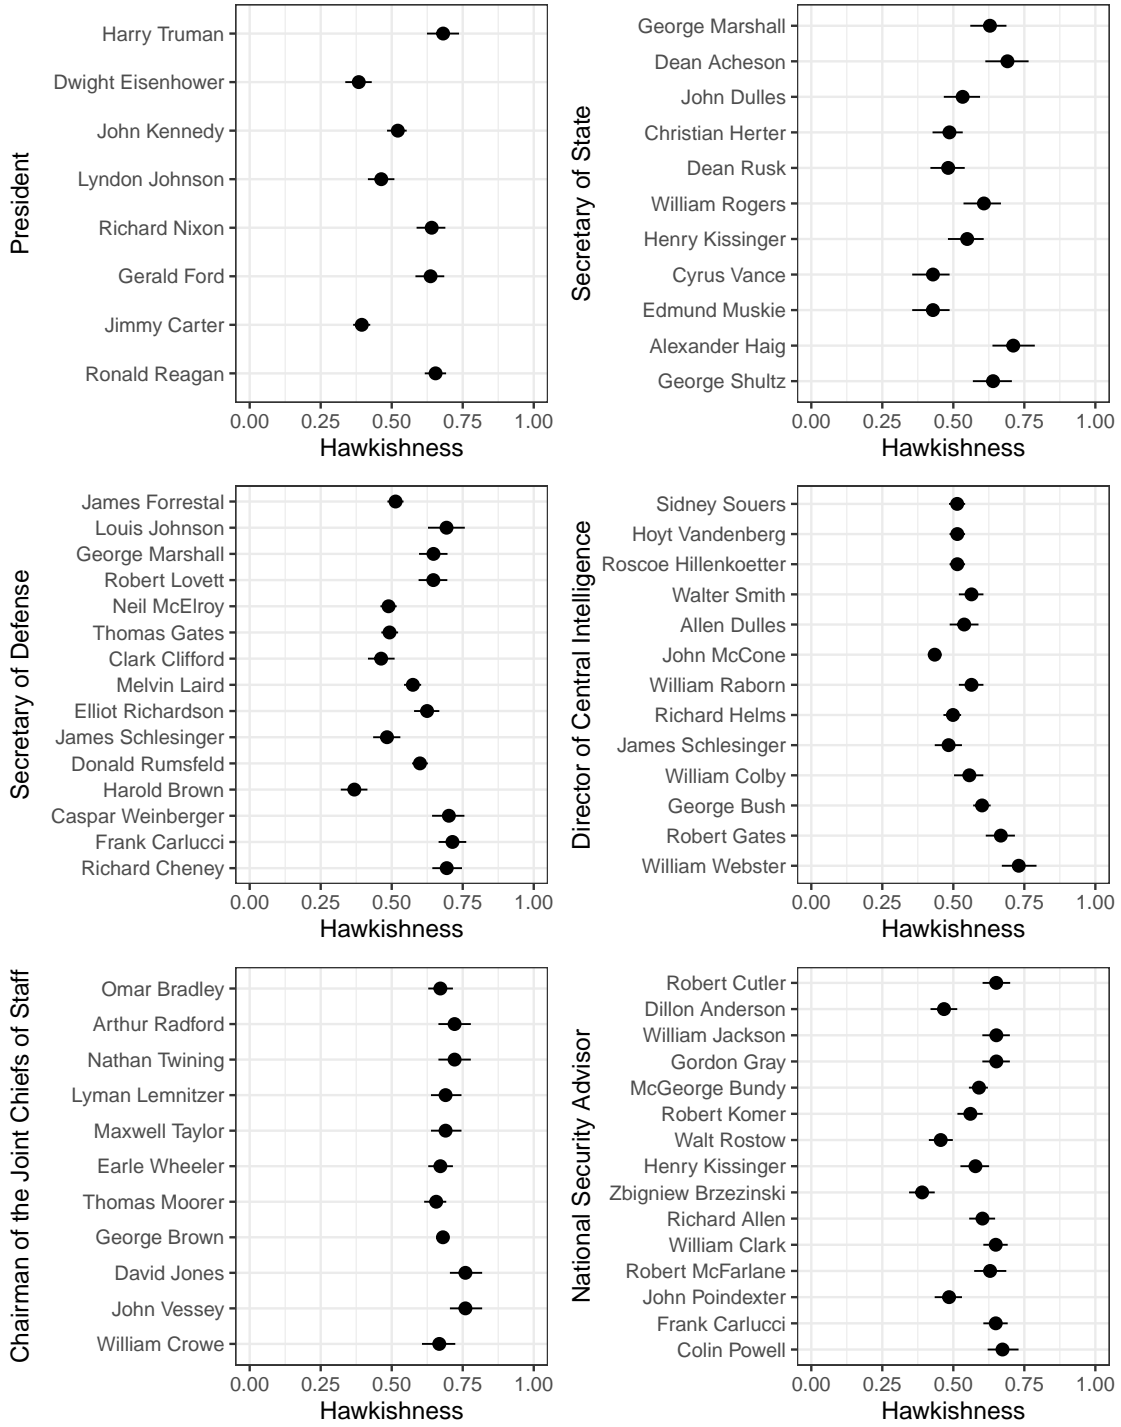 President
Harry Truman
Dwight Eisenhower
John Kennedy
Lyndon Johnson
Richard Nixon
Gerald Ford
Jimmy Carter
Ronald Reagan
0.00 0.25 0.50 0.75 1.00
Hawkishness
Secretary of State
George Marshall
Dean Acheson
John Dulles
Christian Herter
Dean Rusk
William Rogers
Henry Kissinger
Cyrus Vance
Edmund Muskie
Alexander Haig
George Shultz
0.00 0.25 0.50 0.75 1.00
Hawkishness
Secretary of Defense
James Forrestal
Louis Johnson
George Marshall
Robert Lovett
Neil McElroy
Thomas Gates
Clark Clifford
Melvin Laird
Elliot Richardson
James Schlesinger
Donald Rumsfeld
Harold Brown
Caspar Weinberger
Frank Carlucci
Richard Cheney
0.00 0.25 0.50 0.75 1.00
Hawkishness
Director of Central Intelligence
Sidney Souers
Hoyt Vandenberg
Roscoe Hillenkoetter
Walter Smith
Allen Dulles
John McCone
William Raborn
Richard Helms
James Schlesinger
William Colby
George Bush
Robert Gates
William Webster
0.00 0.25 0.50 0.75 1.00
Hawkishness
Chairman of the Joint Chiefs of Staff
Omar Bradley
Arthur Radford
Nathan Twining
Lyman Lemnitzer
Maxwell Taylor
Earle Wheeler
Thomas Moorer
George Brown
David Jones
John Vessey
William Crowe
0.00 0.25 0.50 0.75 1.00
Hawkishness
National Security Advisor
Robert Cutler
Dillon Anderson
William Jackson
Gordon Gray
McGeorge Bundy
Robert Komer
Walt Rostow
Henry Kissinger
Zbigniew Brzezinski
Richard Allen
William Clark
Robert McFarlane
John Poindexter
Frank Carlucci
Colin Powell
0.00 0.25 0.50 0.75 1.00
Hawkishness